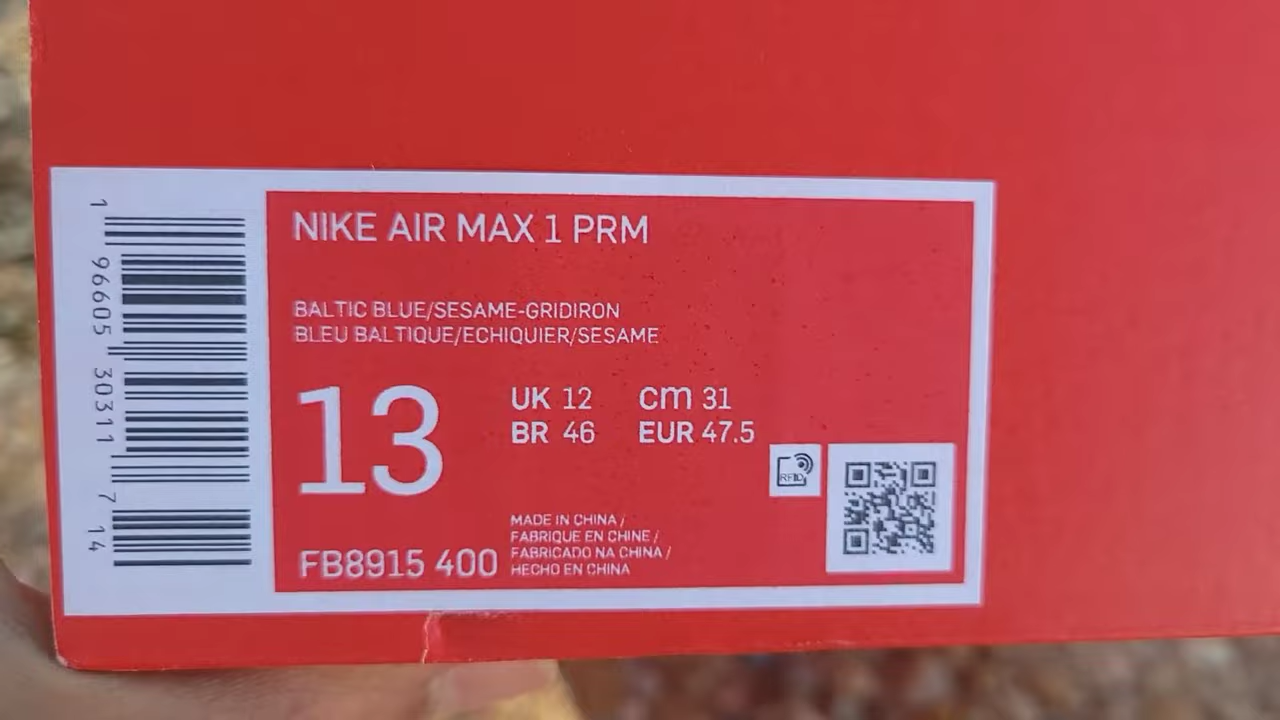 NIKE AIR MAX 1 PRM
BALTIC BLUE/SESAME-GRIDIRON
BLEU BALTIQUE/ECHIQUIER/SESAME
13
UK 12 cm 31
BR 46 EUR 47.5
RFID
MADE IN CHINA /
FABRIQUE EN CHINE /
FABRICADO NA CHINA /
HECHO EN CHINA
FB8915 400
1 96605 30311 7 14